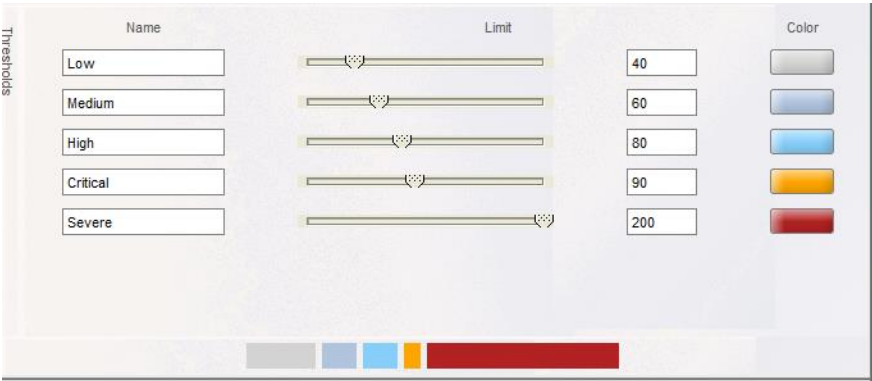 Thresholds
Name Limit Color
Low 40
Medium 60
High 80
Critical 90
Severe 200